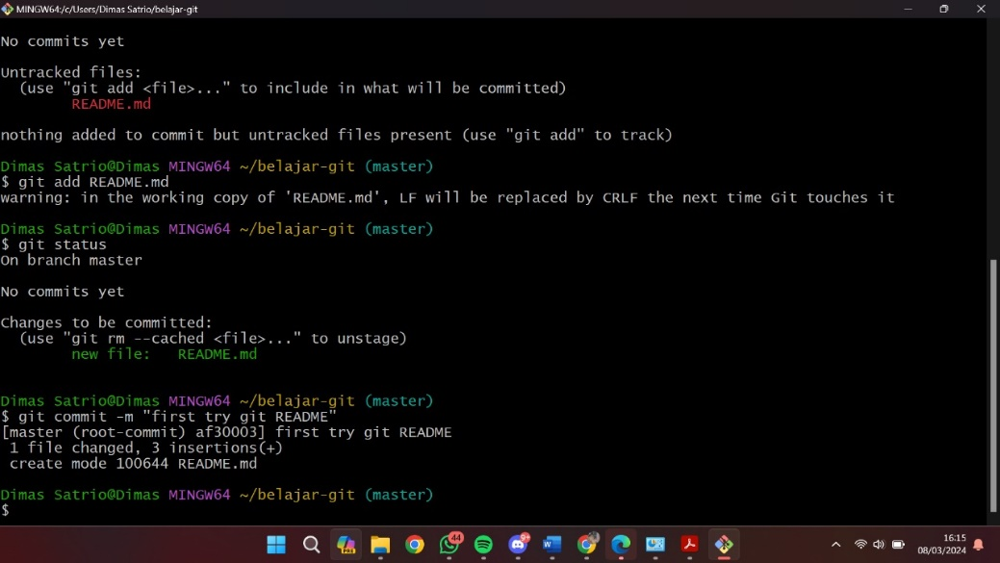 MINGW64:/c/Users/Dimas Satrio/belajar-git
No commits yet
Untracked files:
(use "git add <file>..." to include in what will be committed)
README.md
nothing added to commit but untracked files present (use "git add" to track)
Dimas Satrio@Dimas MINGW64 ~/belajar-git (master)
$ git add README.md
warning: in the working copy of 'README.md', LF will be replaced by CRLF the next time Git touches it
Dimas Satrio@Dimas MINGW64 ~/belajar-git (master)
$ git status
On branch master
No commits yet
Changes to be committed:
(use "git rm --cached <file>..." to unstage)
new file:   README.md
Dimas Satrio@Dimas MINGW64 ~/belajar-git (master)
$ git commit -m "first try git README"
[master (root-commit) af30003] first try git README
1 file changed, 3 insertions(+)
create mode 100644 README.md
Dimas Satrio@Dimas MINGW64 ~/belajar-git (master)
$
44
9+
16:15
08/03/2024